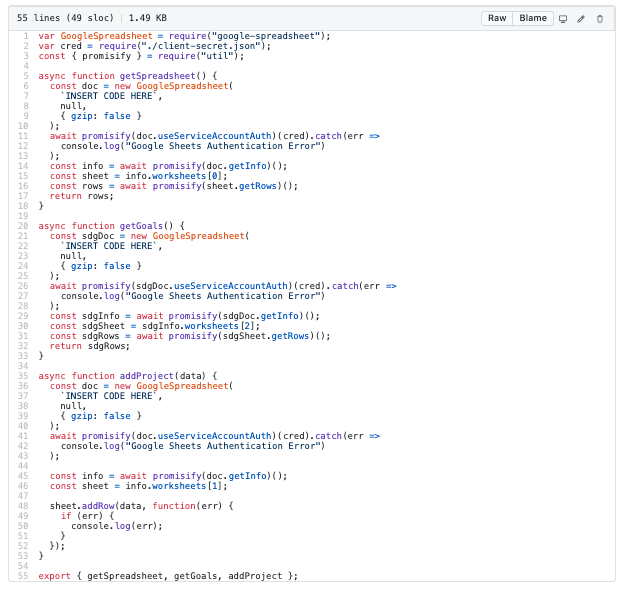 55 lines (49 sloc) | 1.49 KB Raw Blame
1 var GoogleSpreadsheet = require("google-spreadsheet");
2 var cred = require("./client-secret.json");
3 const { promisify } = require("util");
4
5 async function getSpreadsheet() {
6   const doc = new GoogleSpreadsheet(
7     `INSERT CODE HERE`,
8     null,
9     { gzip: false }
10   );
11   await promisify(doc.useServiceAccountAuth)(cred).catch(err =>
12     console.log("Google Sheets Authentication Error")
13   );
14   const info = await promisify(doc.getInfo)();
15   const sheet = info.worksheets[0];
16   const rows = await promisify(sheet.getRows)();
17   return rows;
18 }
19
20 async function getGoals() {
21   const sdgDoc = new GoogleSpreadsheet(
22     `INSERT CODE HERE`,
23     null,
24     { gzip: false }
25   );
26   await promisify(sdgDoc.useServiceAccountAuth)(cred).catch(err =>
27     console.log("Google Sheets Authentication Error")
28   );
29   const sdgInfo = await promisify(sdgDoc.getInfo)();
30   const sdgSheet = sdgInfo.worksheets[2];
31   const sdgRows = await promisify(sdgSheet.getRows)();
32   return sdgRows;
33 }
34
35 async function addProject(data) {
36   const doc = new GoogleSpreadsheet(
37     `INSERT CODE HERE`,
38     null,
39     { gzip: false }
40   );
41   await promisify(doc.useServiceAccountAuth)(cred).catch(err =>
42     console.log("Google Sheets Authentication Error")
43   );
44
45   const info = await promisify(doc.getInfo)();
46   const sheet = info.worksheets[1];
47
48   sheet.addRow(data, function(err) {
49     if (err) {
50       console.log(err);
51     }
52   });
53 }
54
55 export { getSpreadsheet, getGoals, addProject };